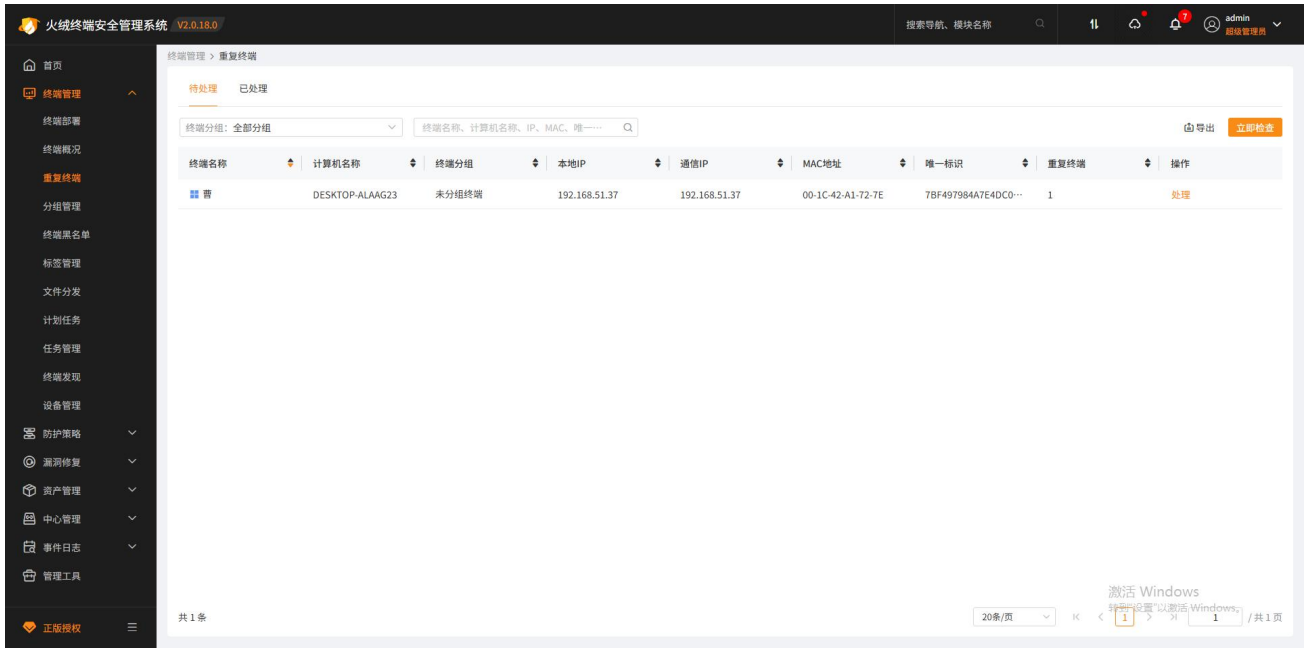 火绒终端安全管理系统 V2.0.18.0 搜索导航、模块名称 7 admin
超级管理员
首页
终端管理
终端部署
终端概况
重复终端
分组管理
终端黑名单
标签管理
文件分发
计划任务
任务管理
终端发现
设备管理
防护策略
漏洞修复
资产管理
中心管理
事件日志
管理工具
正版授权
终端管理 > 重复终端
待处理 已处理
终端分组: 全部分组 终端名称、计算机名称、IP、MAC、唯一… 导出 立即检查
终端名称 计算机名称 终端分组 本地IP 通信IP MAC地址 唯一标识 重复终端 操作
曹 DESKTOP-ALAAG23 未分组终端 192.168.51.37 192.168.51.37 00-1C-42-A1-72-7E 7BF497984A7E4DC0… 1 处理
激活 Windows
转到"设置"以激活 Windows。
共 1 条 20条/页 1 1 / 共 1 页